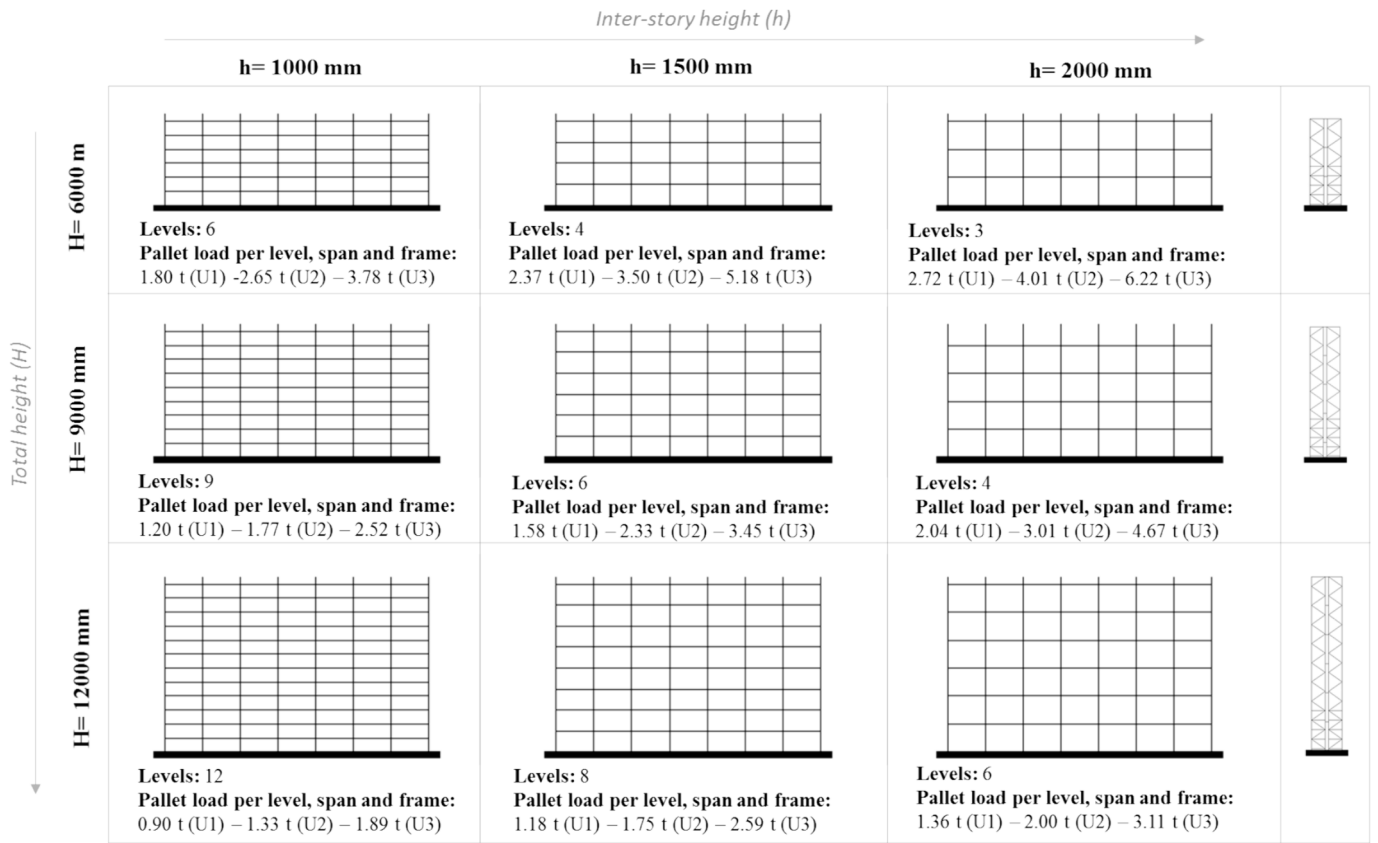 Inter-story height (h)
h= 1000 mm
h= 1500 mm
h= 2000 mm
Total height (H)
H= 6000 m
Levels: 6
Pallet load per level, span and frame:
1.80 t (U1) -2.65 t (U2) – 3.78 t (U3)
Levels: 4
Pallet load per level, span and frame:
2.37 t (U1) – 3.50 t (U2) – 5.18 t (U3)
Levels: 3
Pallet load per level, span and frame:
2.72 t (U1) – 4.01 t (U2) – 6.22 t (U3)
H= 9000 mm
Levels: 9
Pallet load per level, span and frame:
1.20 t (U1) – 1.77 t (U2) – 2.52 t (U3)
Levels: 6
Pallet load per level, span and frame:
1.58 t (U1) – 2.33 t (U2) – 3.45 t (U3)
Levels: 4
Pallet load per level, span and frame:
2.04 t (U1) – 3.01 t (U2) – 4.67 t (U3)
H= 12000 mm
Levels: 12
Pallet load per level, span and frame:
0.90 t (U1) – 1.33 t (U2) – 1.89 t (U3)
Levels: 8
Pallet load per level, span and frame:
1.18 t (U1) – 1.75 t (U2) – 2.59 t (U3)
Levels: 6
Pallet load per level, span and frame:
1.36 t (U1) – 2.00 t (U2) – 3.11 t (U3)